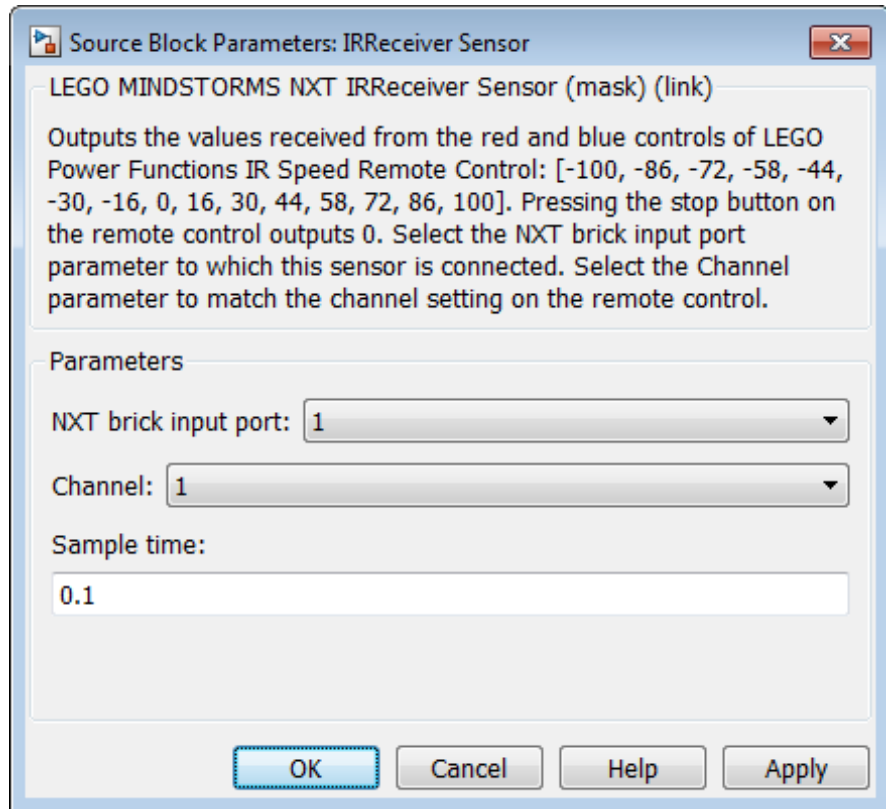 Source Block Parameters: IRReceiver Sensor
LEGO MINDSTORMS NXT IRReceiver Sensor (mask) (link)
Outputs the values received from the red and blue controls of LEGO
Power Functions IR Speed Remote Control: [-100, -86, -72, -58, -44,
-30, -16, 0, 16, 30, 44, 58, 72, 86, 100]. Pressing the stop button on
the remote control outputs 0. Select the NXT brick input port
parameter to which this sensor is connected. Select the Channel
parameter to match the channel setting on the remote control.
Parameters
NXT brick input port: 1
Channel: 1
Sample time:
0.1
OK Cancel Help Apply